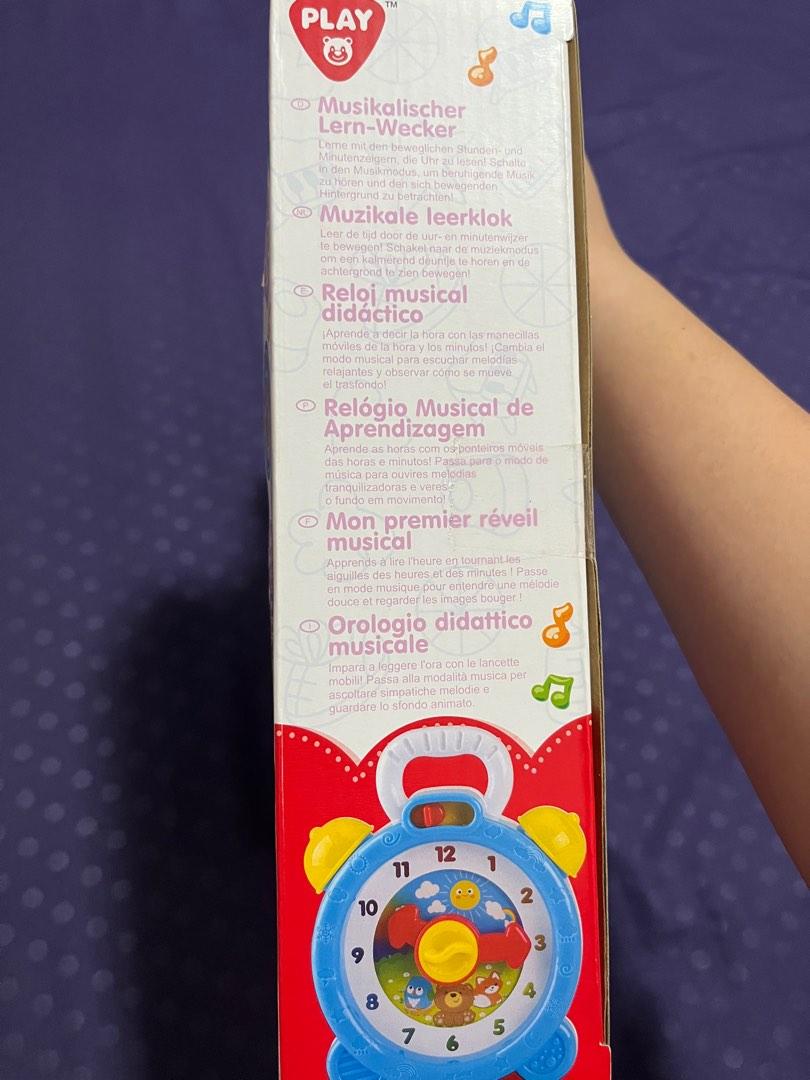 PLAY TM
D Musikalischer
Lern-Wecker
Lerne mit den beweglichen Stunden- und
Minutenzeigern, die Uhr zu lesen! Schalte
in den Musikmodus, um beruhigende Musik
zu hören und den sich bewegenden
Hintergrund zu betrachten!
NL Muzikale leerklok
Leer de tijd door de uur- en minutenwijzer
te bewegen! Schakel naar de muziekmodus
om een kalmerend deuntje te horen en de
achtergrond te zien bewegen!
E Reloj musical
didáctico
¡Aprende a decir la hora con las manecillas
móviles de la hora y los minutos! ¡Cambia el
modo musical para escuchar melodías
relajantes y observar cómo se mueve
el trasfondo!
P Relógio Musical de
Aprendizagem
Aprende as horas com os ponteiros móveis
das horas e minutos! Passa para o modo de
música para ouvires melodias
tranquilizadoras e veres
o fundo em movimento!
F Mon premier réveil
musical
Apprends à lire l'heure en tournant les
aiguilles des heures et des minutes ! Passe
en mode musique pour entendre une mélodie
douce et regarder les images bouger !
I Orologio didattico
musicale
Impara a leggere l'ora con le lancette
mobili! Passa alla modalità musica per
ascoltare simpatiche melodie e
guardare lo sfondo animato.
12
11 1
10 2
9 3
8 4
7 5
6